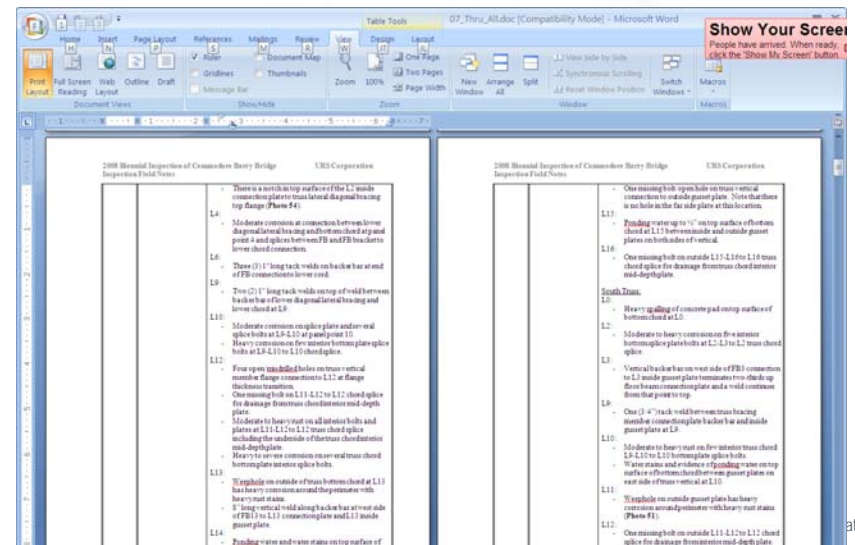 Table Tools
07_Thru_All.doc [Compatibility Mode] - Microsoft Word
Show Your Screen
People have arrived. When ready,
click the 'Show My Screen' button.
Home Insert Page Layout References Mailings Review View Design Layout
H N P S M R W JT JL
Print Layout
Full Screen Reading
Web Layout
Outline
Draft
Document Views
Ruler
Gridlines
Message Bar
Document Map
Thumbnails
Show/Hide
Zoom
100%
One Page
Two Pages
Page Width
Zoom
New Window
Arrange All
Split
View Side by Side
Synchronous Scrolling
Reset Window Position
Switch Windows
Window
Macros
Macros
2008 Biennial Inspection of Commodore Barry Bridge URS Corporation
Inspection Field Notes
- There is a notch in top surface of the L2 inside
connection plate to truss lateral diagonal bracing
top flange (Photo 54).
L4:
- Moderate corrosion at connection between lower
diagonal lateral bracing and bottom chord at panel
point 4 and splices between FB and FB bracket to
lower chord connection.
L6:
- Three (3) 1" long tack welds on backer bar at end
of FB connection to lower cord.
L9:
- Two (2) 1" long tack welds on top of weld between
backer bar of lower diagonal lateral bracing and
lower chord at L9.
L10:
- Moderate corrosion on splice plate and several
splice bolts at L9-L10 at panel point 10.
- Heavy corrosion on few interior bottom plate splice
bolts at L9-L10 to L10 chord splice.
L12:
- Four open misdrilled holes on truss vertical
member flange connection to L12 at flange
thickness transition.
- One missing bolt on L11-L12 to L12 chord splice
for drainage from truss chord interior mid-depth
plate.
- Moderate to heavy rust on all interior bolts and
plates at L11-L12 to L12 truss chord splice
including the underside of the truss chord interior
mid-depth plate.
- Heavy to severe corrosion on several truss chord
bottom plate interior splice bolts.
L13:
- Weephole on outside of truss bottom chord at L13
has heavy corrosion around the perimeter with
heavy rust stains.
- 8" long vertical weld along backer bar at west side
of FB13 to L13 connection plate and L13 inside
gusset plate.
L14:
- Ponding water and water stains on top surface of
2008 Biennial Inspection of Commodore Barry Bridge URS Corporation
Inspection Field Notes
- One missing bolt open hole on truss vertical
connection to outside gusset plate. Note that there
is no hole in the far side plate at this location.
L15:
- Ponding water up to ½" on top surface of bottom
chord at L15 between inside and outside gusset
plates on both sides of vertical.
L16:
- One missing bolt on outside L15-L16 to L16 truss
chord splice for drainage from truss chord interior
mid-depth plate.
South Truss:
L0:
- Heavy spalling of concrete pad on top surface of
bottom chord at L0.
L2:
- Moderate to heavy corrosion on five interior
bottom splice plate bolts at L2-L3 to L2 truss chord
splice.
L3:
- Vertical backer bar on west side of FB3 connection
to L3 inside gusset plate terminates two-thirds up
floor beam connection plate and a weld continues
from that point to top.
L9:
- One (3/4") tack weld between truss bracing
member connection plate backer bar and inside
gusset plate at L9.
L10:
- Moderate to heavy rust on few interior truss chord
L9-L10 to L10 bottom plate splice bolts
- Water stains and evidence of ponding water on top
surface of bottom chord between gusset plates on
east side of truss vertical at L10.
L11:
- Weephole on outside gusset plate has heavy
corrosion around perimeter with heavy rust stains
(Photo 51).
L12:
- One missing bolt on outside L11-L12 to L12 chord
splice for drainage from interior mid-depth plate.